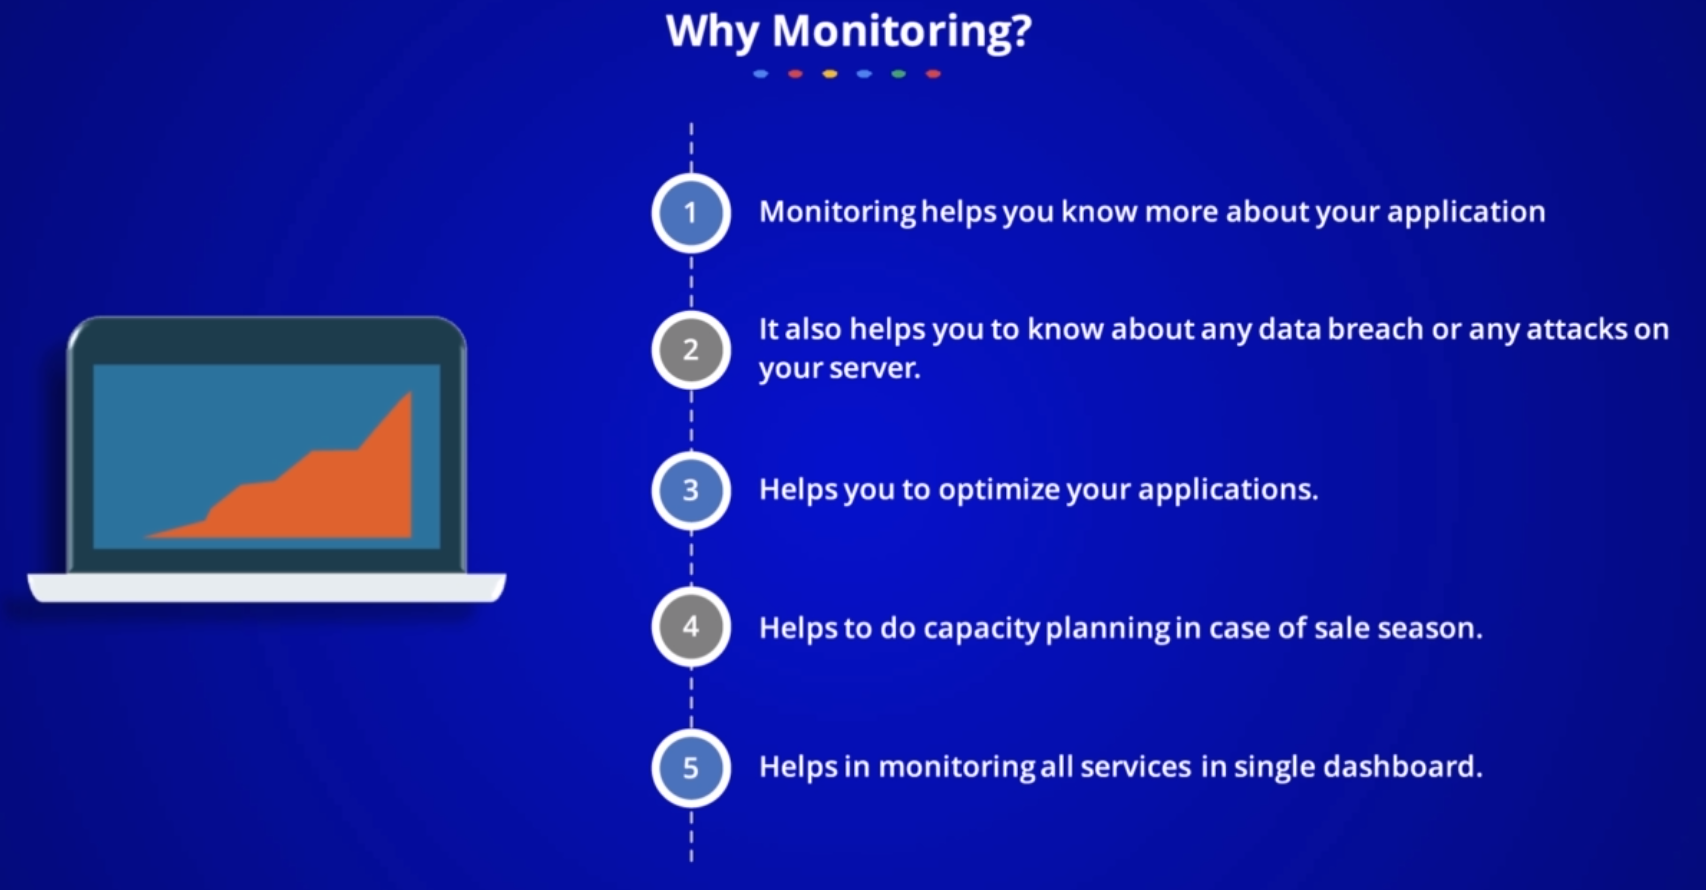 Why Monitoring?
1
Monitoring helps you know more about your application
2
It also helps you to know about any data breach or any attacks on
your server.
3
Helps you to optimize your applications.
4
Helps to do capacity planning in case of sale season.
5
Helps in monitoring all services in single dashboard.